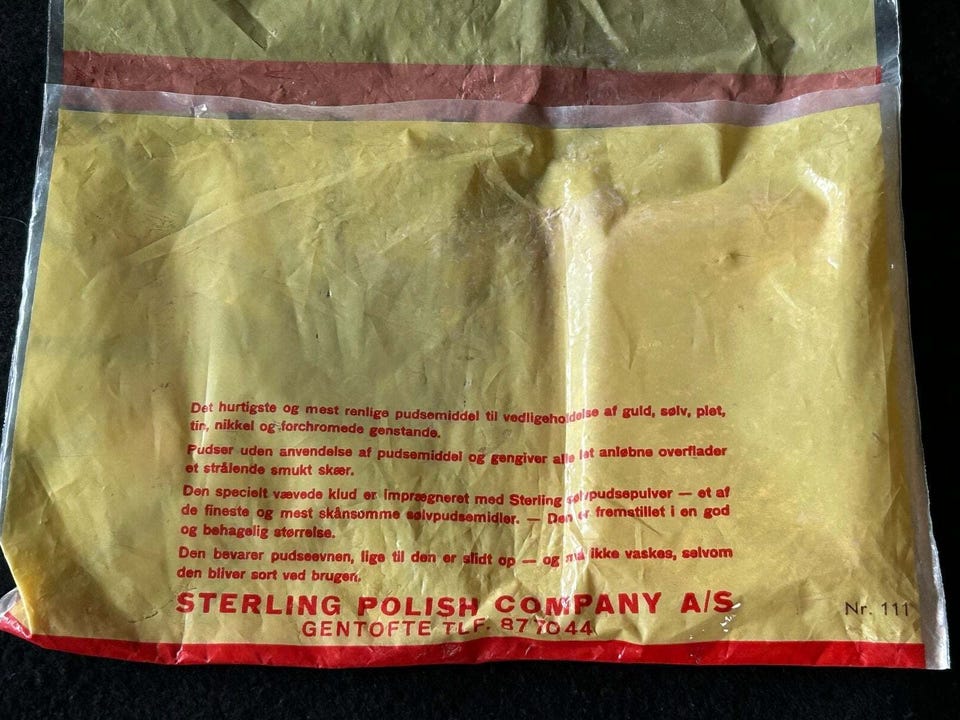 Det hurtigste og mest renlige pudsemiddel til vedligeholdelse af guld, sølv, plet,
tin, nikkel og forchromede genstande.
Pudser uden anvendelse af pudsemiddel og gengiver alle let anløbne overflader
et strålende smukt skær.
Den specielt vævede klud er imprægneret med Sterling sølvpudsepulver — et af
de fineste og mest skånsomme sølvpudsemidler. — Den er fremstillet i en god
og behagelig størrelse.
Den bevarer pudseevnen, lige til den er slidt op — og må ikke vaskes, selvom
den bliver sort ved brugen.
STERLING POLISH COMPANY A/S
GENTOFTE TLF. 877044
Nr. 111